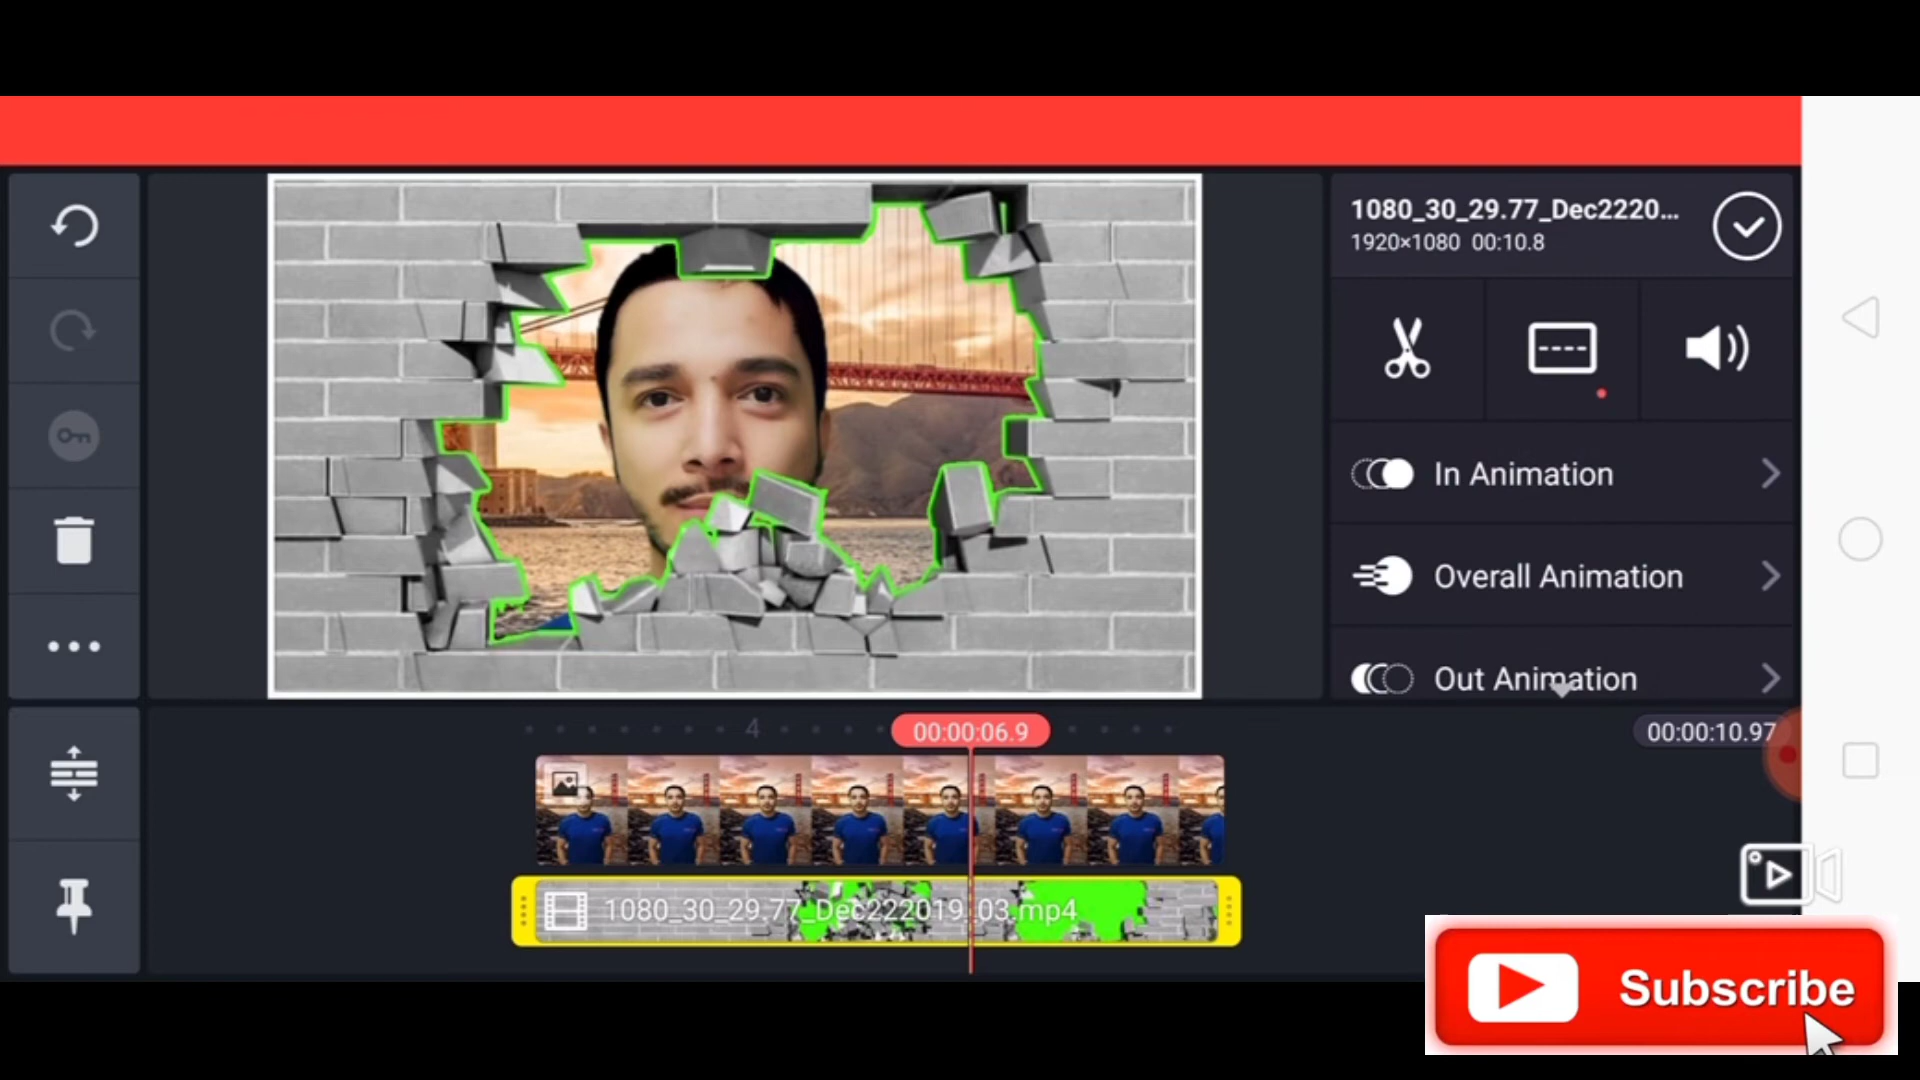 1080_30_29.77_Dec2220...
1920×1080 00:10.8
In Animation
Overall Animation
Out Animation
4
00:00:06.9
00:00:10.97
1080_30_29.77_Dec222019_03.mp4
Subscribe